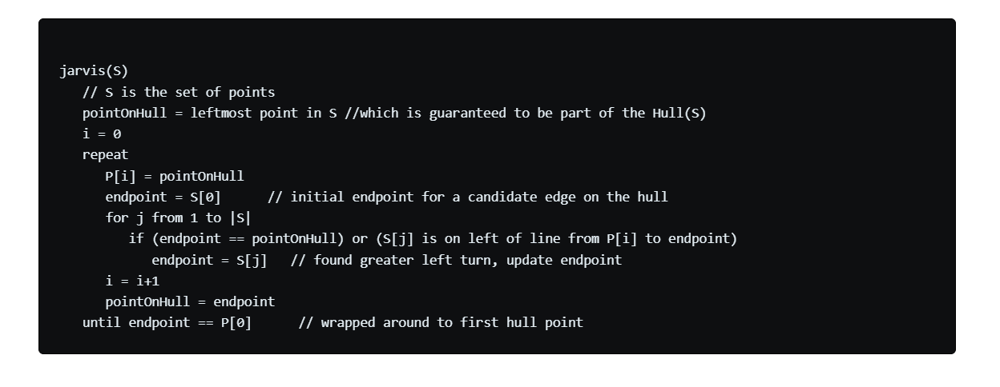 jarvis(S)
   // S is the set of points
   pointOnHull = leftmost point in S //which is guaranteed to be part of the Hull(S)
   i = 0
   repeat
      P[i] = pointOnHull
      endpoint = S[0]      // initial endpoint for a candidate edge on the hull
      for j from 1 to |S|
         if (endpoint == pointOnHull) or (S[j] is on left of line from P[i] to endpoint)
            endpoint = S[j]   // found greater left turn, update endpoint
      i = i+1
      pointOnHull = endpoint
   until endpoint == P[0]      // wrapped around to first hull point